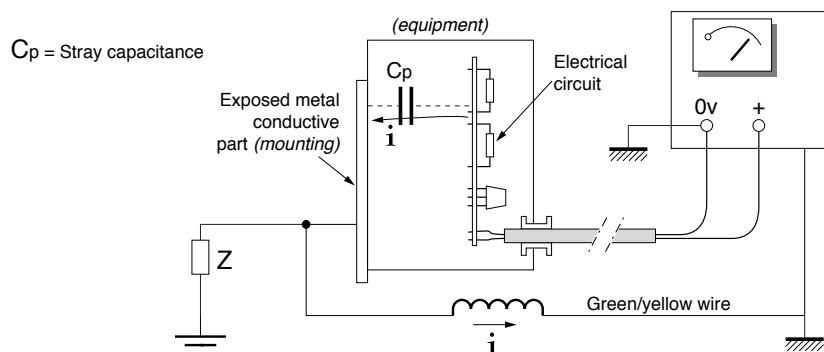 (equipment)
Cp = Stray capacitance
Cp
Electrical
circuit
Exposed metal
conductive
part (mounting)
i
0v +
Z
Green/yellow wire
i